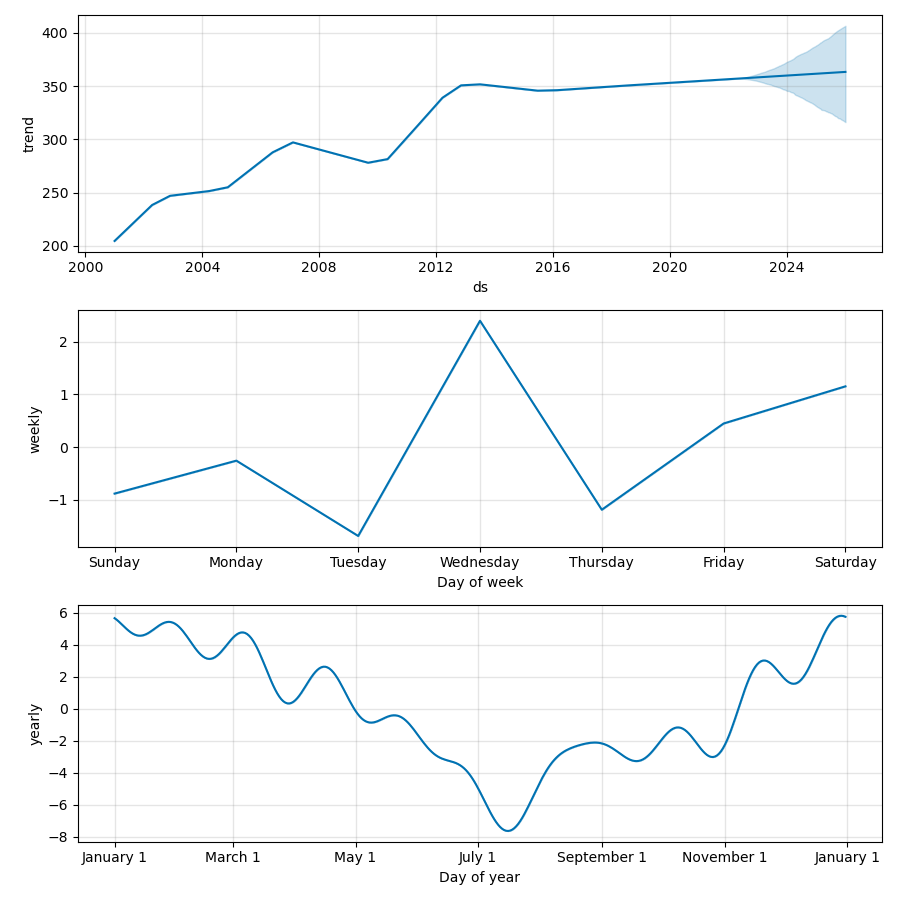 400
350
300
250
200
trend
2000 2004 2008 2012 2016 2020 2024
ds
2
1
0
−1
weekly
Sunday Monday Tuesday Wednesday Thursday Friday Saturday
Day of week
6
4
2
0
−2
−4
−6
−8
yearly
January 1 March 1 May 1 July 1 September 1 November 1 January 1
Day of year